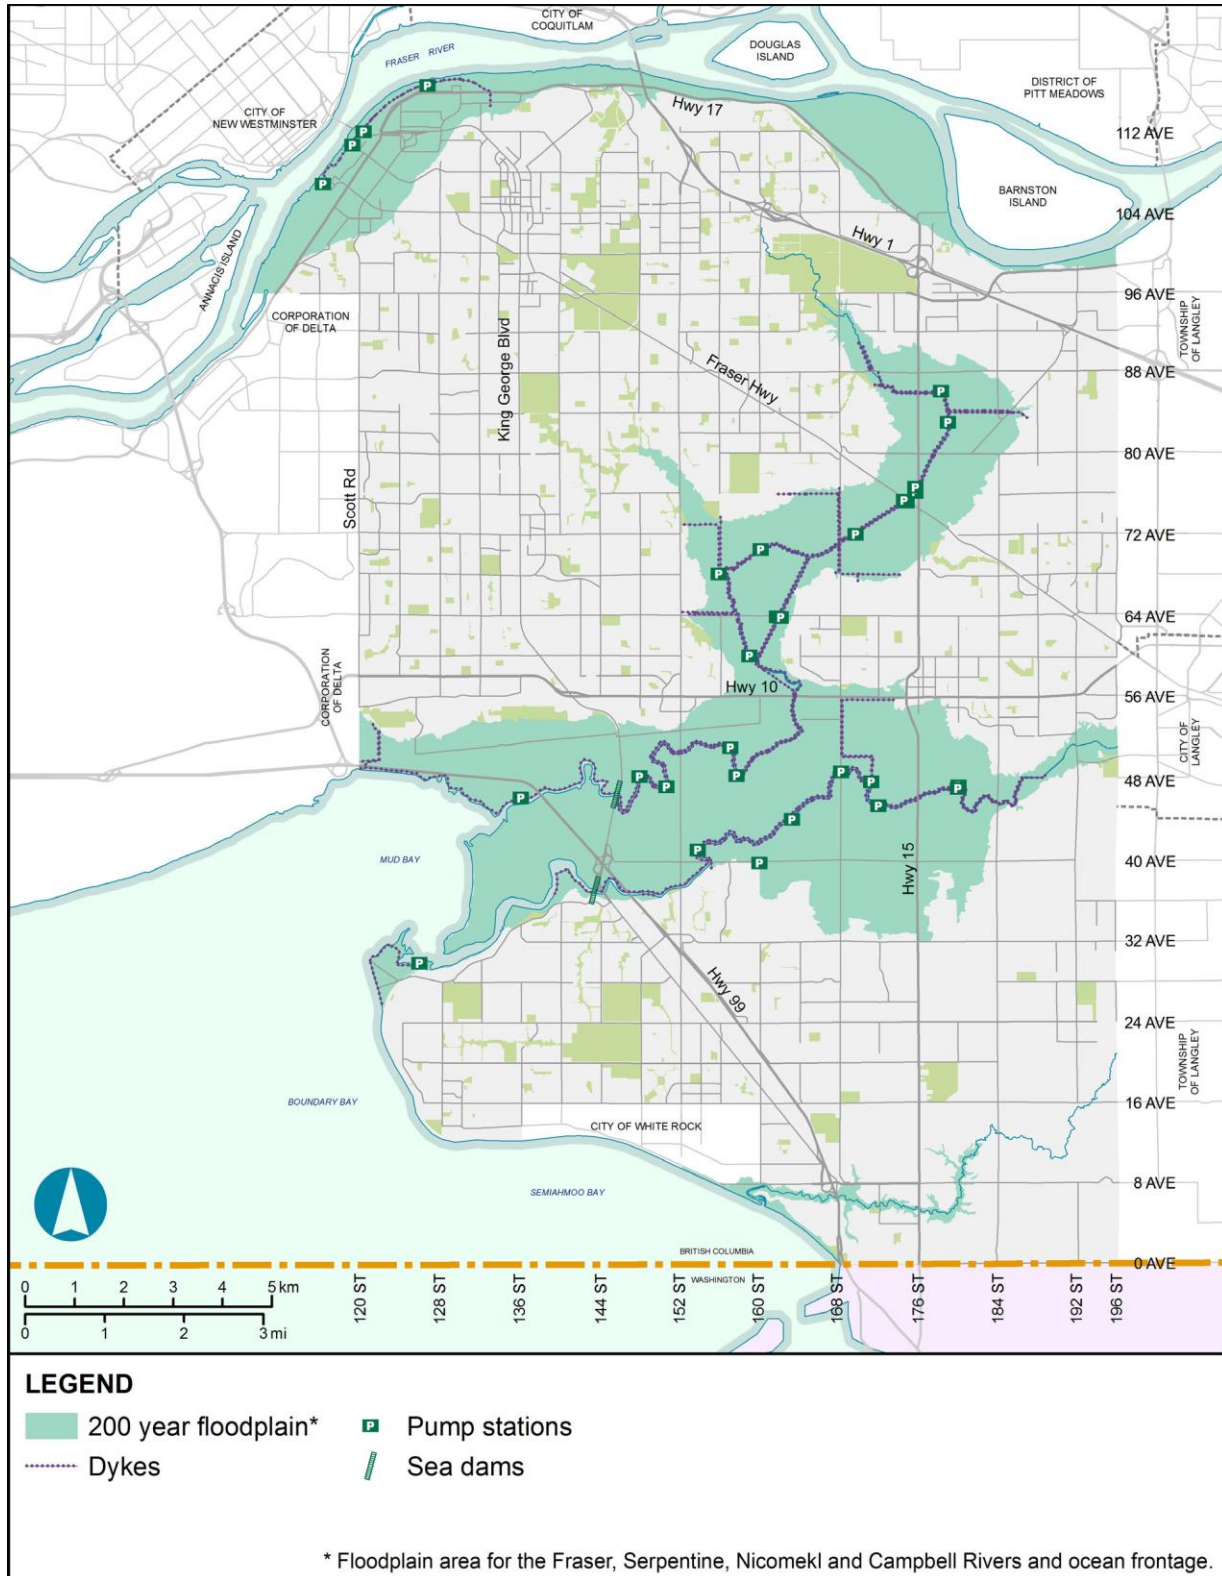 CITY OF
COQUITLAM
FRASER RIVER
DOUGLAS
ISLAND
DISTRICT OF
PITT MEADOWS
P
CITY OF
NEW WESTMINSTER
Hwy 17
112 AVE
P
P
P
BARNSTON
ISLAND
104 AVE
Hwy 1
ANNACIS ISLAND
96 AVE
CORPORATION
OF DELTA
King George Blvd
TOWNSHIP
OF LANGLEY
Fraser Hwy
88 AVE
P
P
80 AVE
Scott Rd
P
P
72 AVE
P
P
P
64 AVE
P
P
CORPORATION
OF DELTA
Hwy 10
56 AVE
CITY OF
LANGLEY
P
P
P
P
P
P
P
48 AVE
P
P
P
P
MUD BAY
P
P
40 AVE
Hwy 15
32 AVE
P
Hwy 99
24 AVE
TOWNSHIP
OF LANGLEY
BOUNDARY BAY
16 AVE
CITY OF WHITE ROCK
SEMIAHMOO BAY
8 AVE
BRITISH COLUMBIA
0 AVE
WASHINGTON
0 1 2 3 4 5 km
0 1 2 3 mi
120 ST
128 ST
136 ST
144 ST
152 ST
160 ST
168 ST
176 ST
184 ST
192 ST
196 ST
LEGEND
200 year floodplain*
P Pump stations
Dykes
Sea dams
* Floodplain area for the Fraser, Serpentine, Nicomekl and Campbell Rivers and ocean frontage.